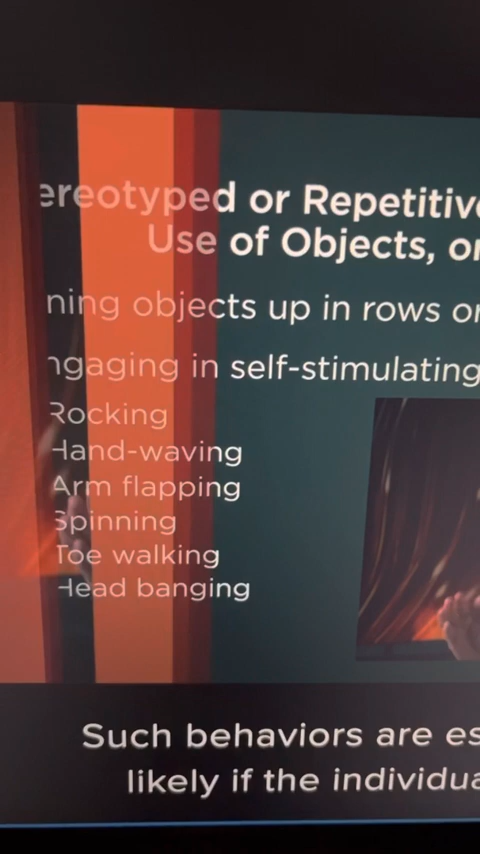 ereotyped or Repetitive
Use of Objects, or
ning objects up in rows or
ngaging in self-stimulating
Rocking
Hand-waving
Arm flapping
Spinning
Toe walking
Head banging
Such behaviors are es
likely if the individua